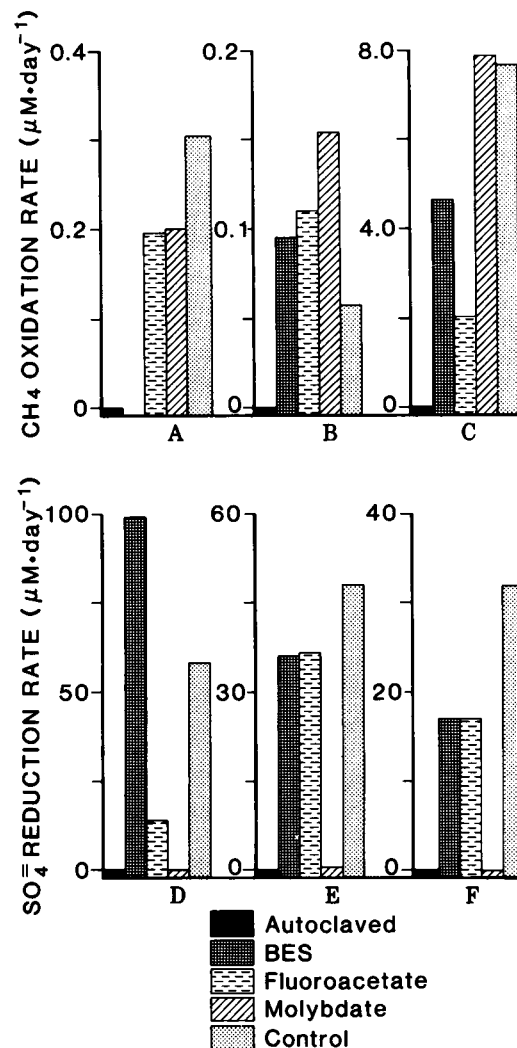 CH4 OXIDATION RATE (μM•day⁻¹)
0.4
0.2
0
A
0.2
0.1
0
B
8.0
4.0
0
C
SO₄⁼ REDUCTION RATE (μM•day⁻¹)
100
50
0
D
60
30
0
E
40
20
0
F
Autoclaved
BES
Fluoroacetate
Molybdate
Control